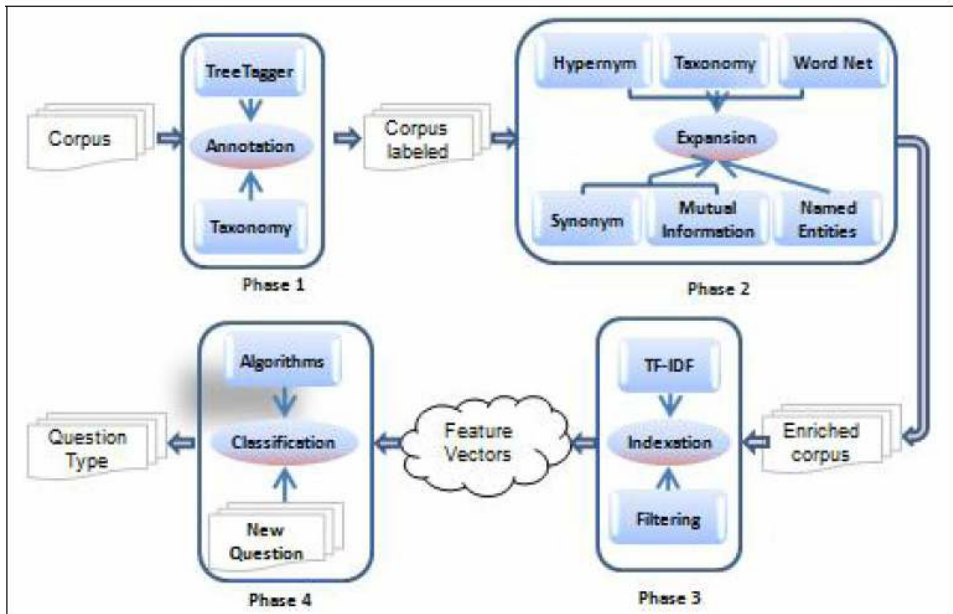 TreeTagger
Corpus
Annotation
Taxonomy
Phase 1
Corpus
labeled
Hypernym
Taxonomy
Word Net
Expansion
Synonym
Mutual
Information
Named
Entities
Phase 2
Algorithms
Question
Type
Classification
New
Question
Phase 4
Feature
Vectors
TF-IDF
Indexation
Filtering
Phase 3
Enriched
corpus